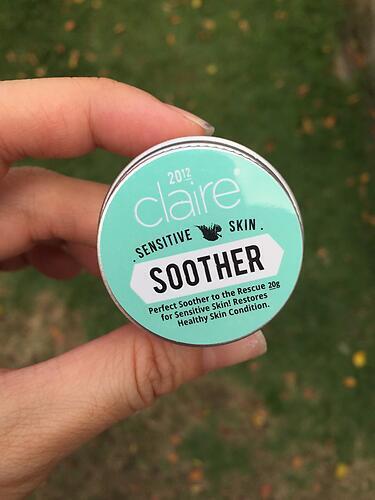 2012
claire
. SENSITIVE SKIN .
SOOTHER
Perfect Soother to the Rescue 20g
for Sensitive Skin! Restores
Healthy Skin Condition.